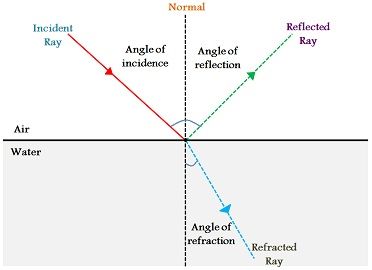 Normal
Incident
Ray
Angle of
incidence
Angle of
reflection
Reflected
Ray
Air
Water
Angle of
refraction
Refracted
Ray